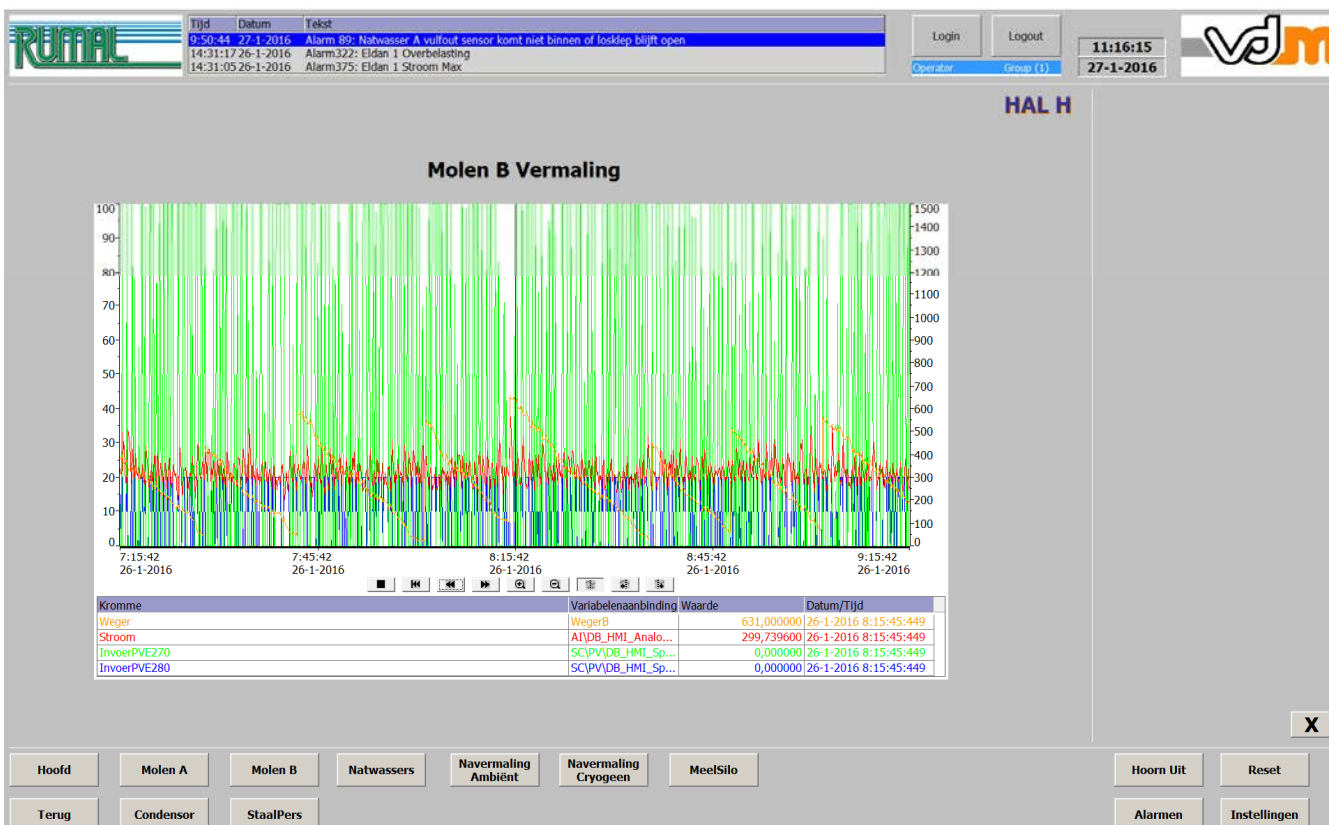 RUMAL
Tijd Datum Tekst
9:50:44 27-1-2016 Alarm 89: Natwasser A vulfout sensor komt niet binnen of losklep blijft open
14:31:17 26-1-2016 Alarm322: Eldan 1 Overbelasting
14:31:05 26-1-2016 Alarm375: Eldan 1 Stroom Max
Login Logout
Operator Group (1)
11:16:15
27-1-2016
vdm
HAL H
Molen B Vermaling
100 1500
1400
90 1300
80 1200
70 1100
1000
60 900
800
50 700
40 600
500
30 400
20 300
200
10 100
0 0
7:15:42 7:45:42 8:15:42 8:45:42 9:15:42
26-1-2016 26-1-2016 26-1-2016 26-1-2016 26-1-2016
Kromme Variabelenaanbinding Waarde Datum/Tijd
Weger WegerB 631,000000 26-1-2016 8:15:45:449
Stroom AI\DB_HMI_Analo... 299,739600 26-1-2016 8:15:45:449
InvoerPVE270 SC\PV\DB_HMI_Sp... 0,000000 26-1-2016 8:15:45:449
InvoerPVE280 SC\PV\DB_HMI_Sp... 0,000000 26-1-2016 8:15:45:449
X
Hoofd Molen A Molen B Natwassers Navermaling Ambiënt Navermaling Cryogeen MeelSilo Hoorn Uit Reset
Terug Condensor StaalPers Alarmen Instellingen